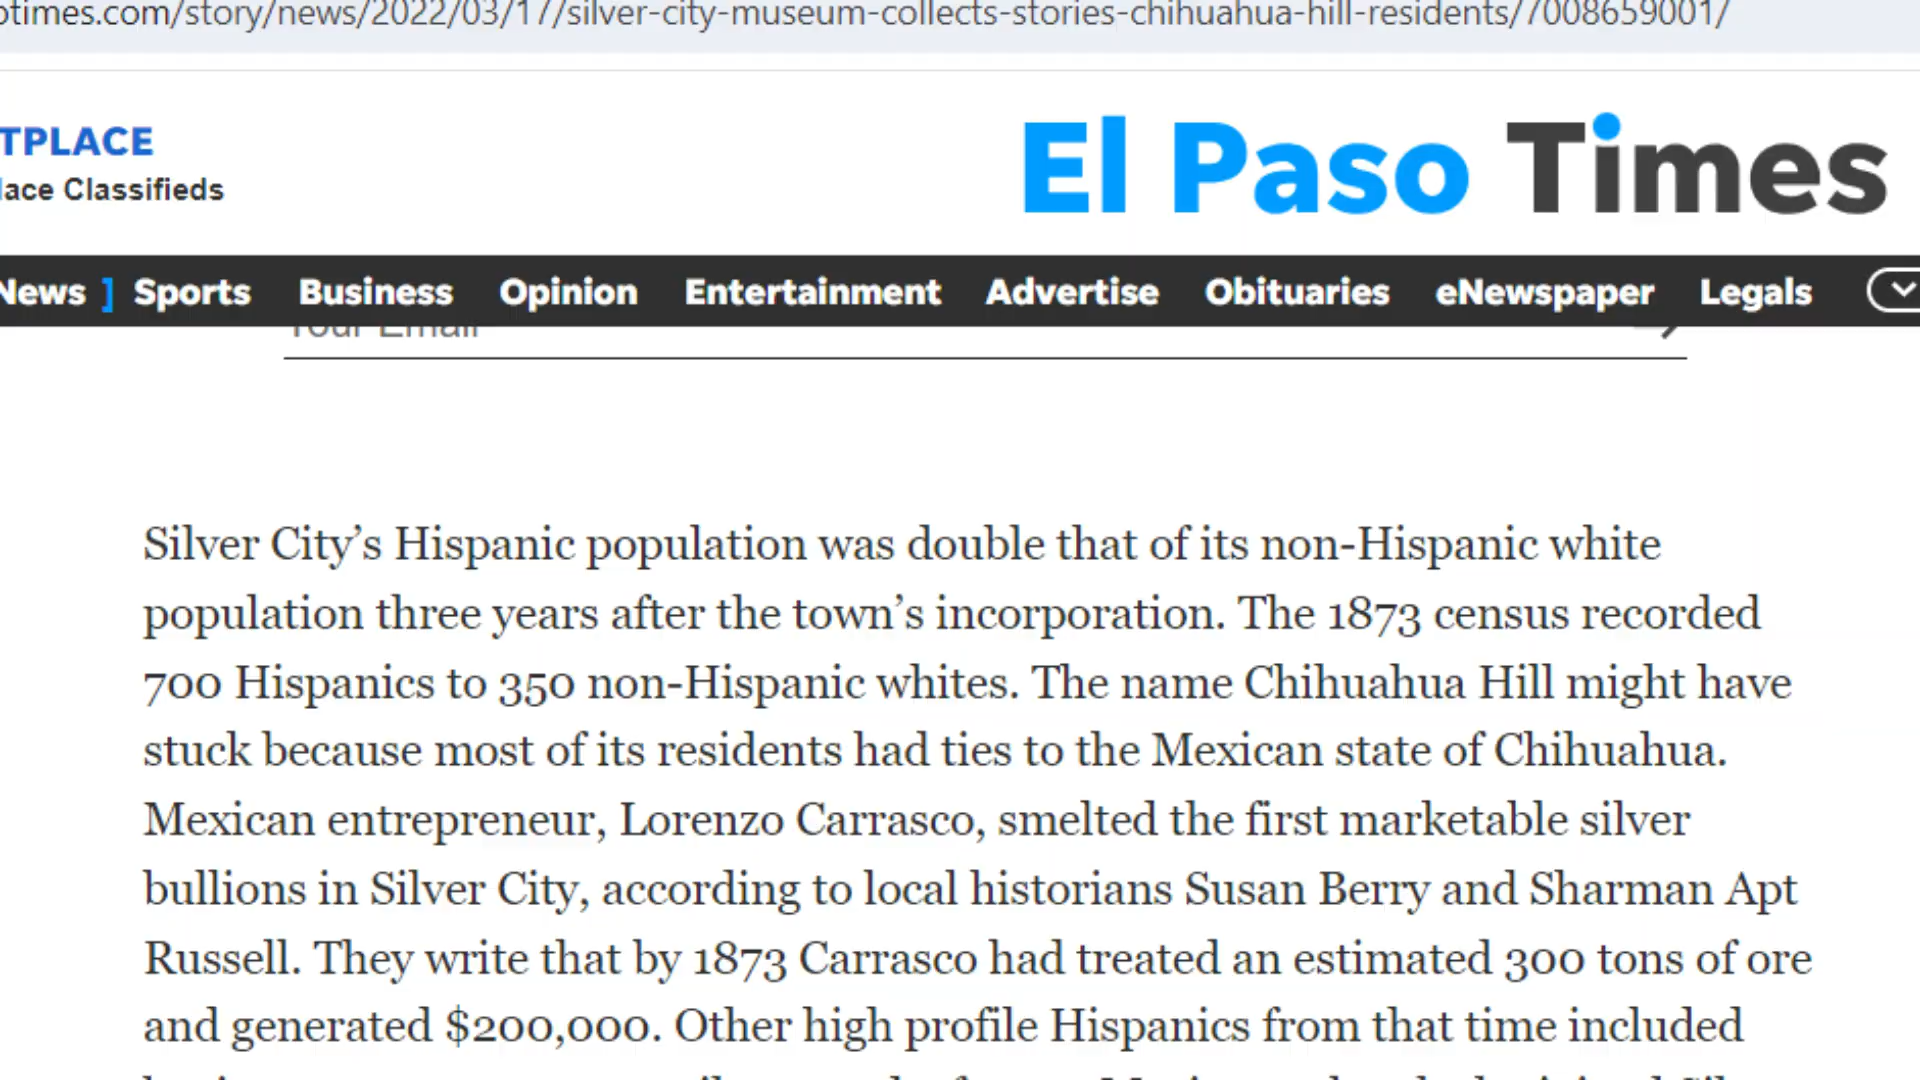 times.com/story/news/2022/03/17/silver-city-museum-collects-stories-chihuahua-hill-residents/7008659001/
TPLACE
lace Classifieds
El Paso Times
News ] Sports Business Opinion Entertainment Advertise Obituaries eNewspaper Legals
Your Email
Silver City’s Hispanic population was double that of its non-Hispanic white
population three years after the town’s incorporation. The 1873 census recorded
700 Hispanics to 350 non-Hispanic whites. The name Chihuahua Hill might have
stuck because most of its residents had ties to the Mexican state of Chihuahua.
Mexican entrepreneur, Lorenzo Carrasco, smelted the first marketable silver
bullions in Silver City, according to local historians Susan Berry and Sharman Apt
Russell. They write that by 1873 Carrasco had treated an estimated 300 tons of ore
and generated $200,000. Other high profile Hispanics from that time included